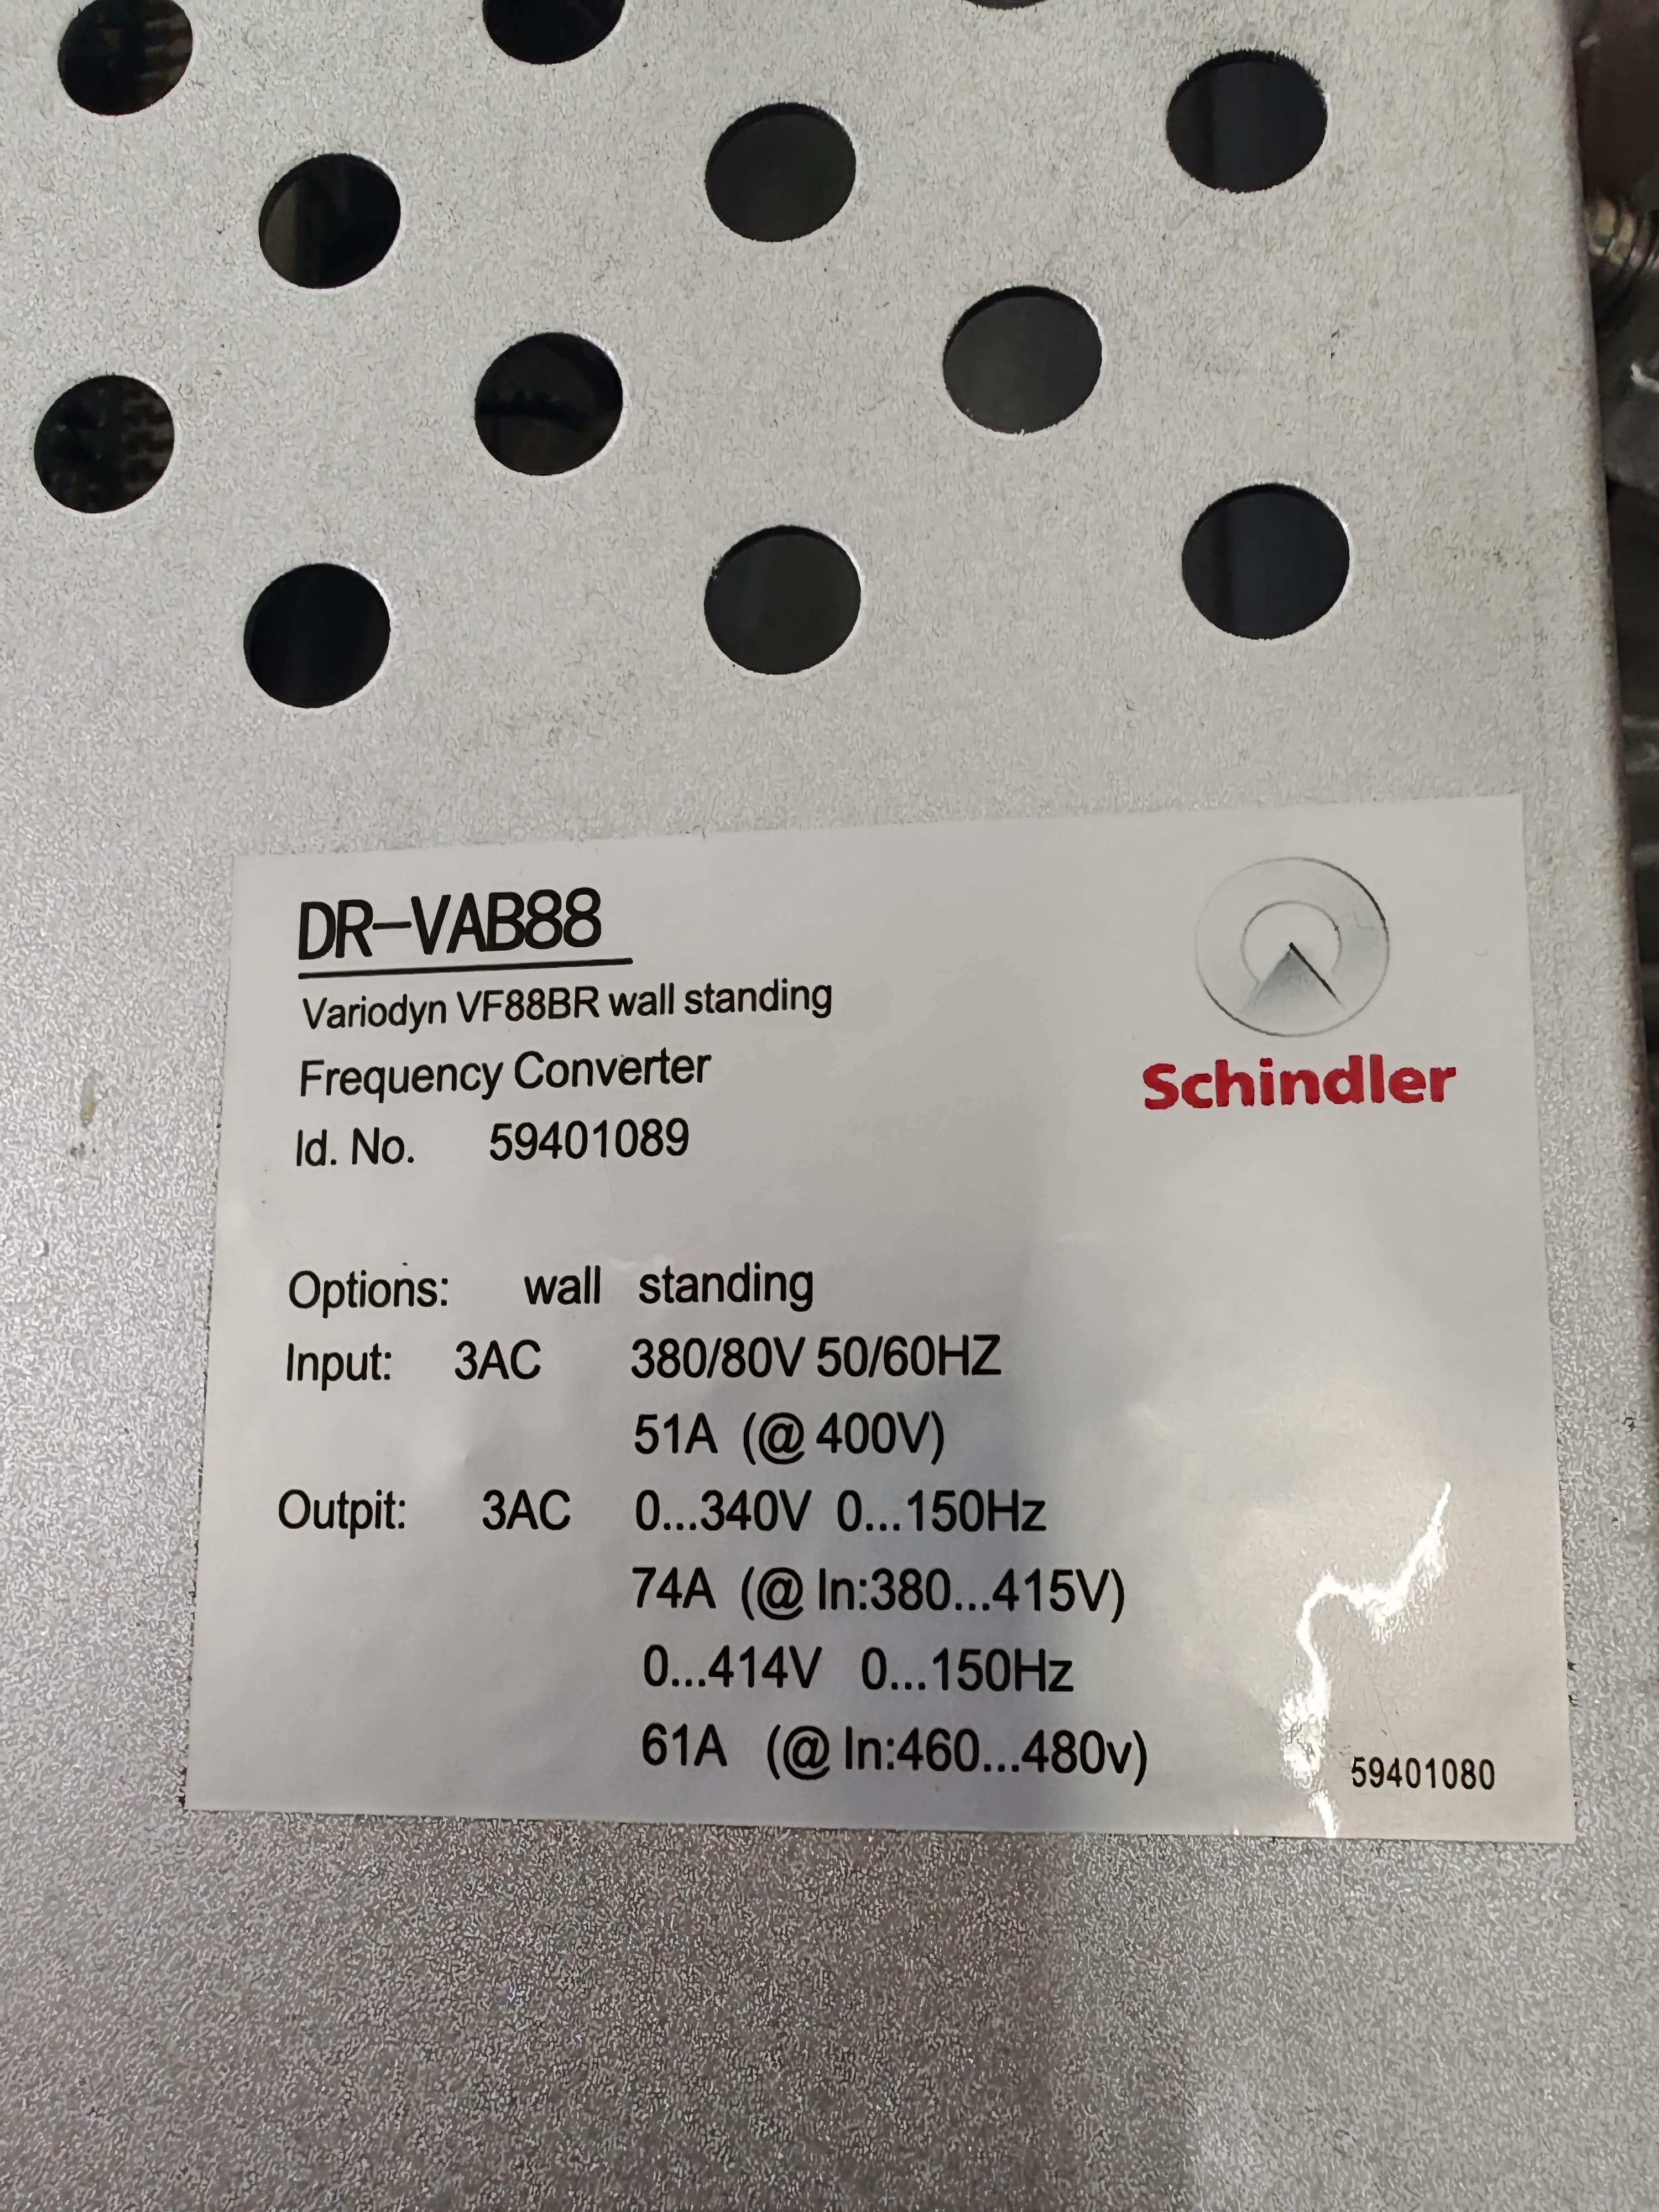 DR-VAB88
Variodyn VF88BR wall standing
Frequency Converter
Id. No. 59401089
Schindler
Options: wall standing
Input: 3AC 380/80V 50/60HZ
51A (@ 400V)
Outpit: 3AC 0...340V 0...150Hz
74A (@ In:380...415V)
0...414V 0...150Hz
61A (@ In:460...480v)
59401080